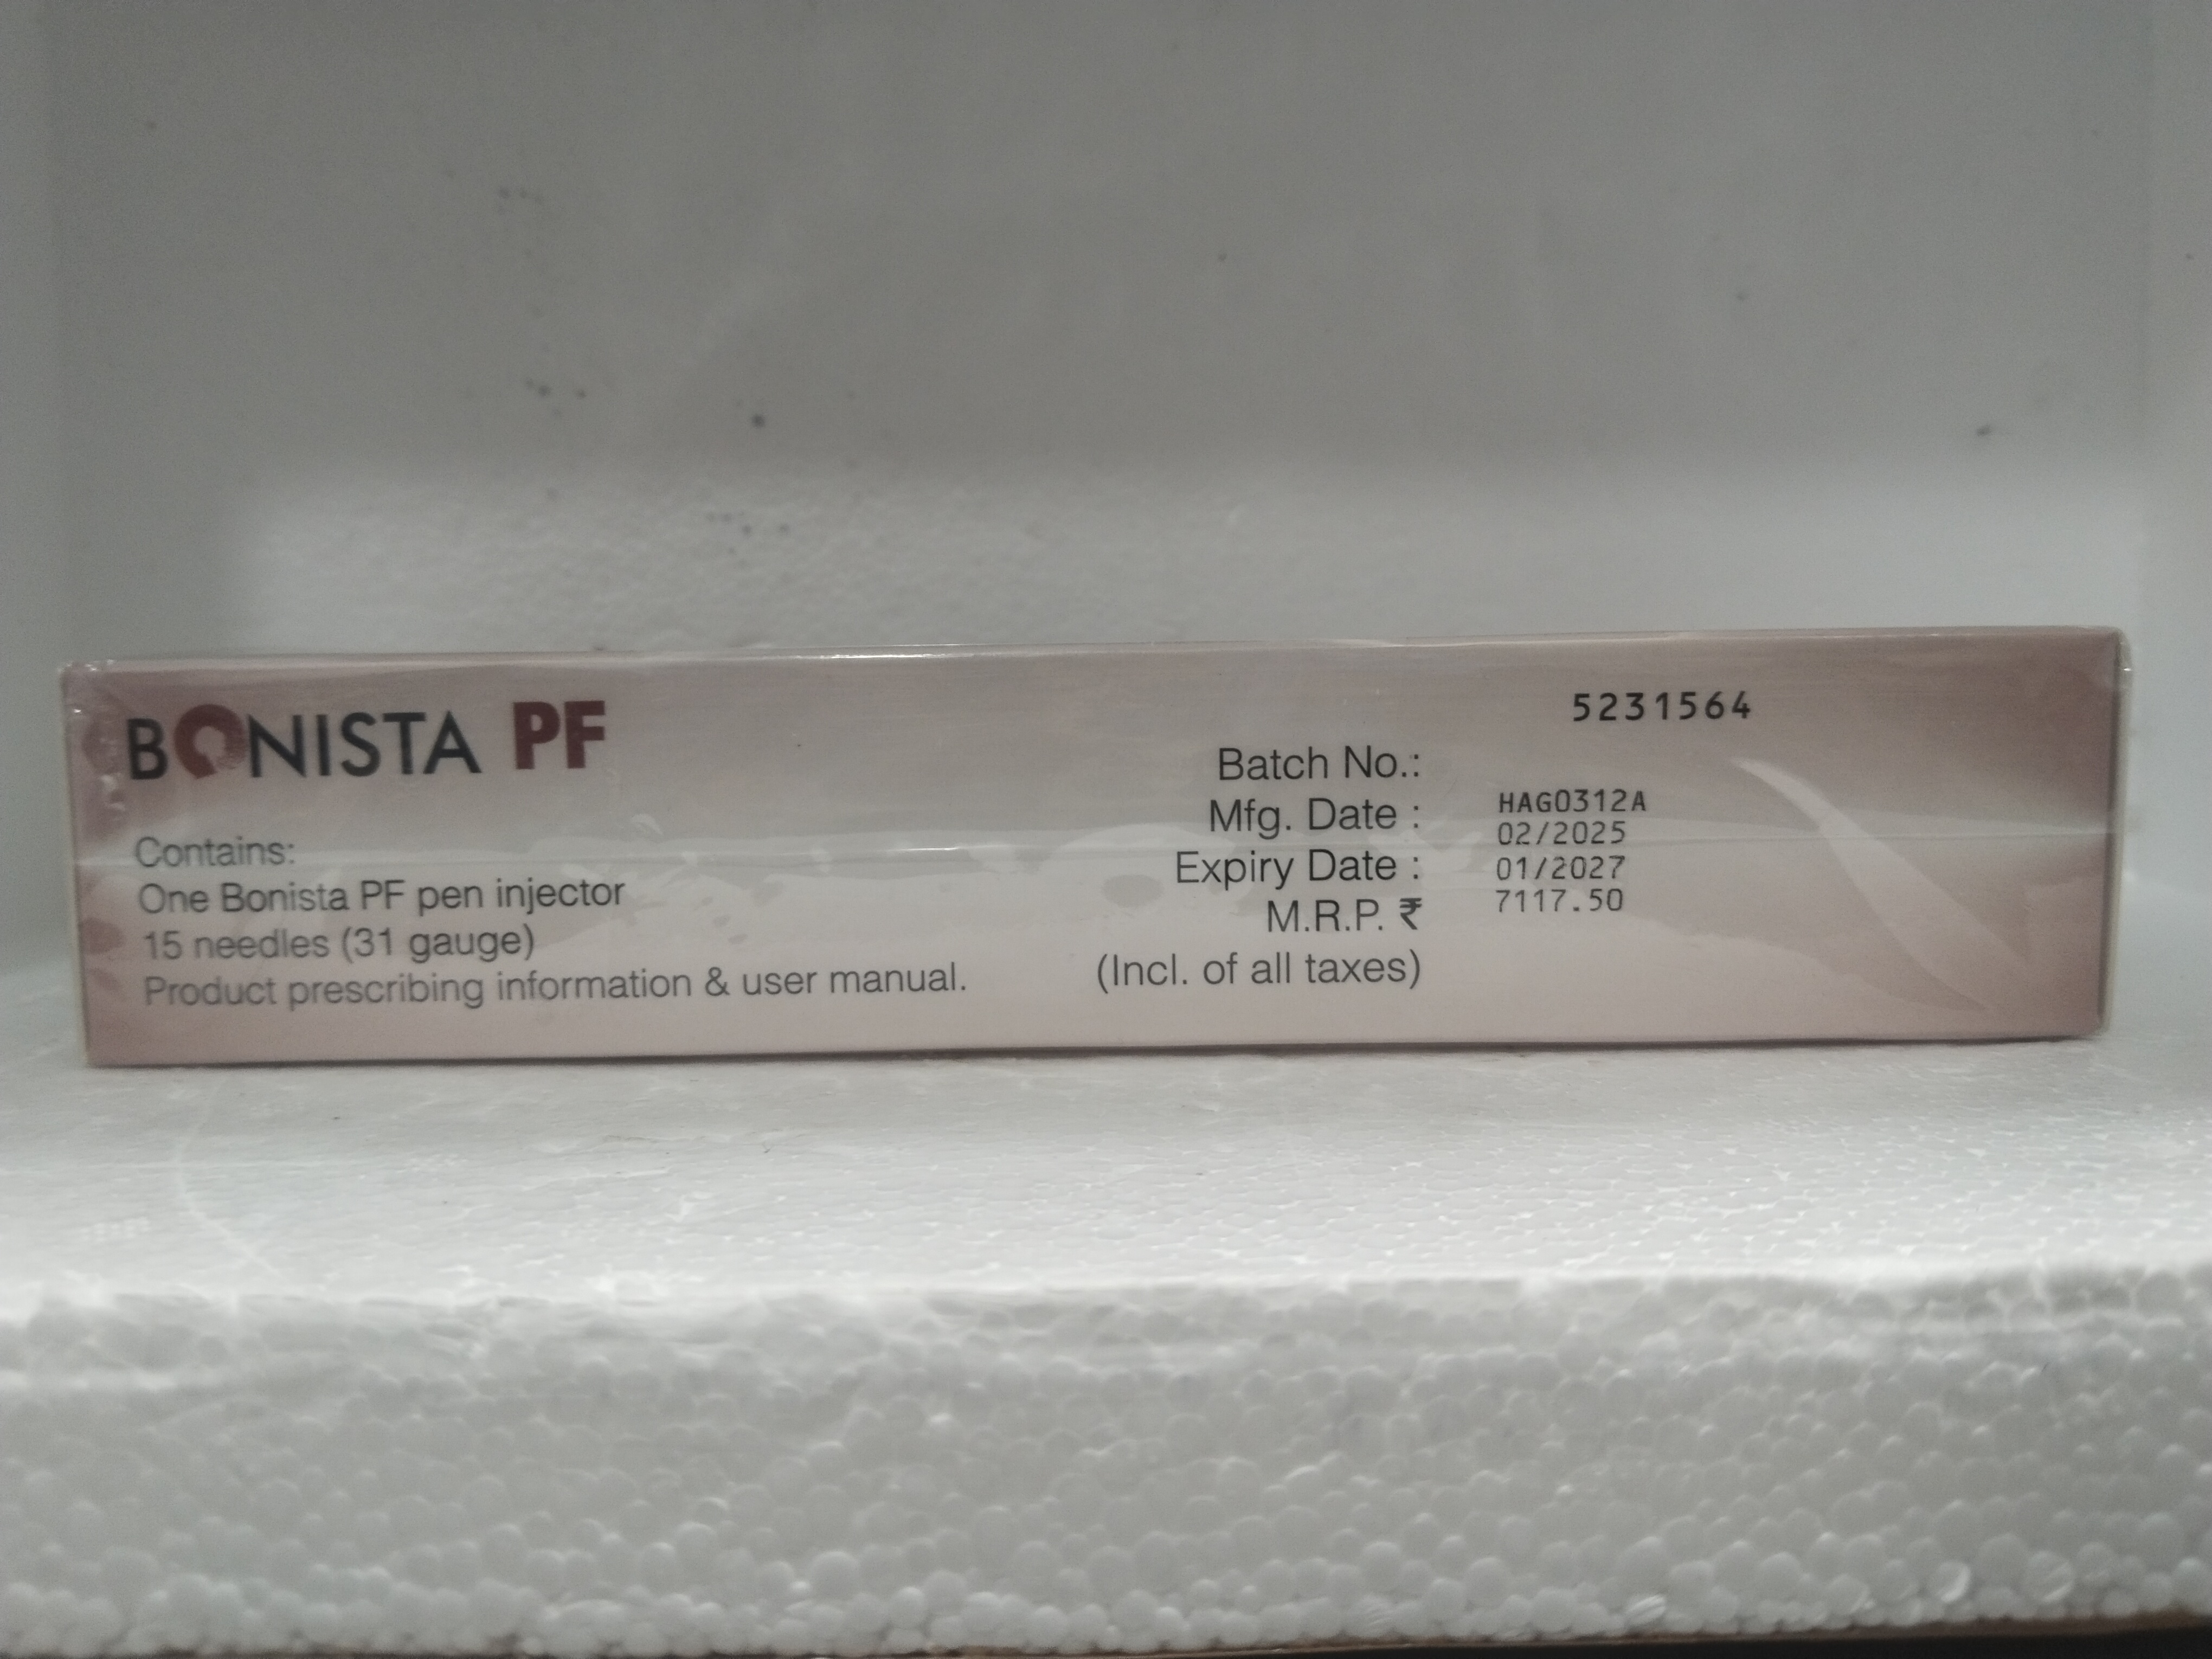 BONISTA PF
Contains:
One Bonista PF pen injector
15 needles (31 gauge)
Product prescribing information & user manual.
5231564
Batch No.: HAG0312A
Mfg. Date : 02/2025
Expiry Date : 01/2027
M.R.P. ₹ 7117.50
(Incl. of all taxes)